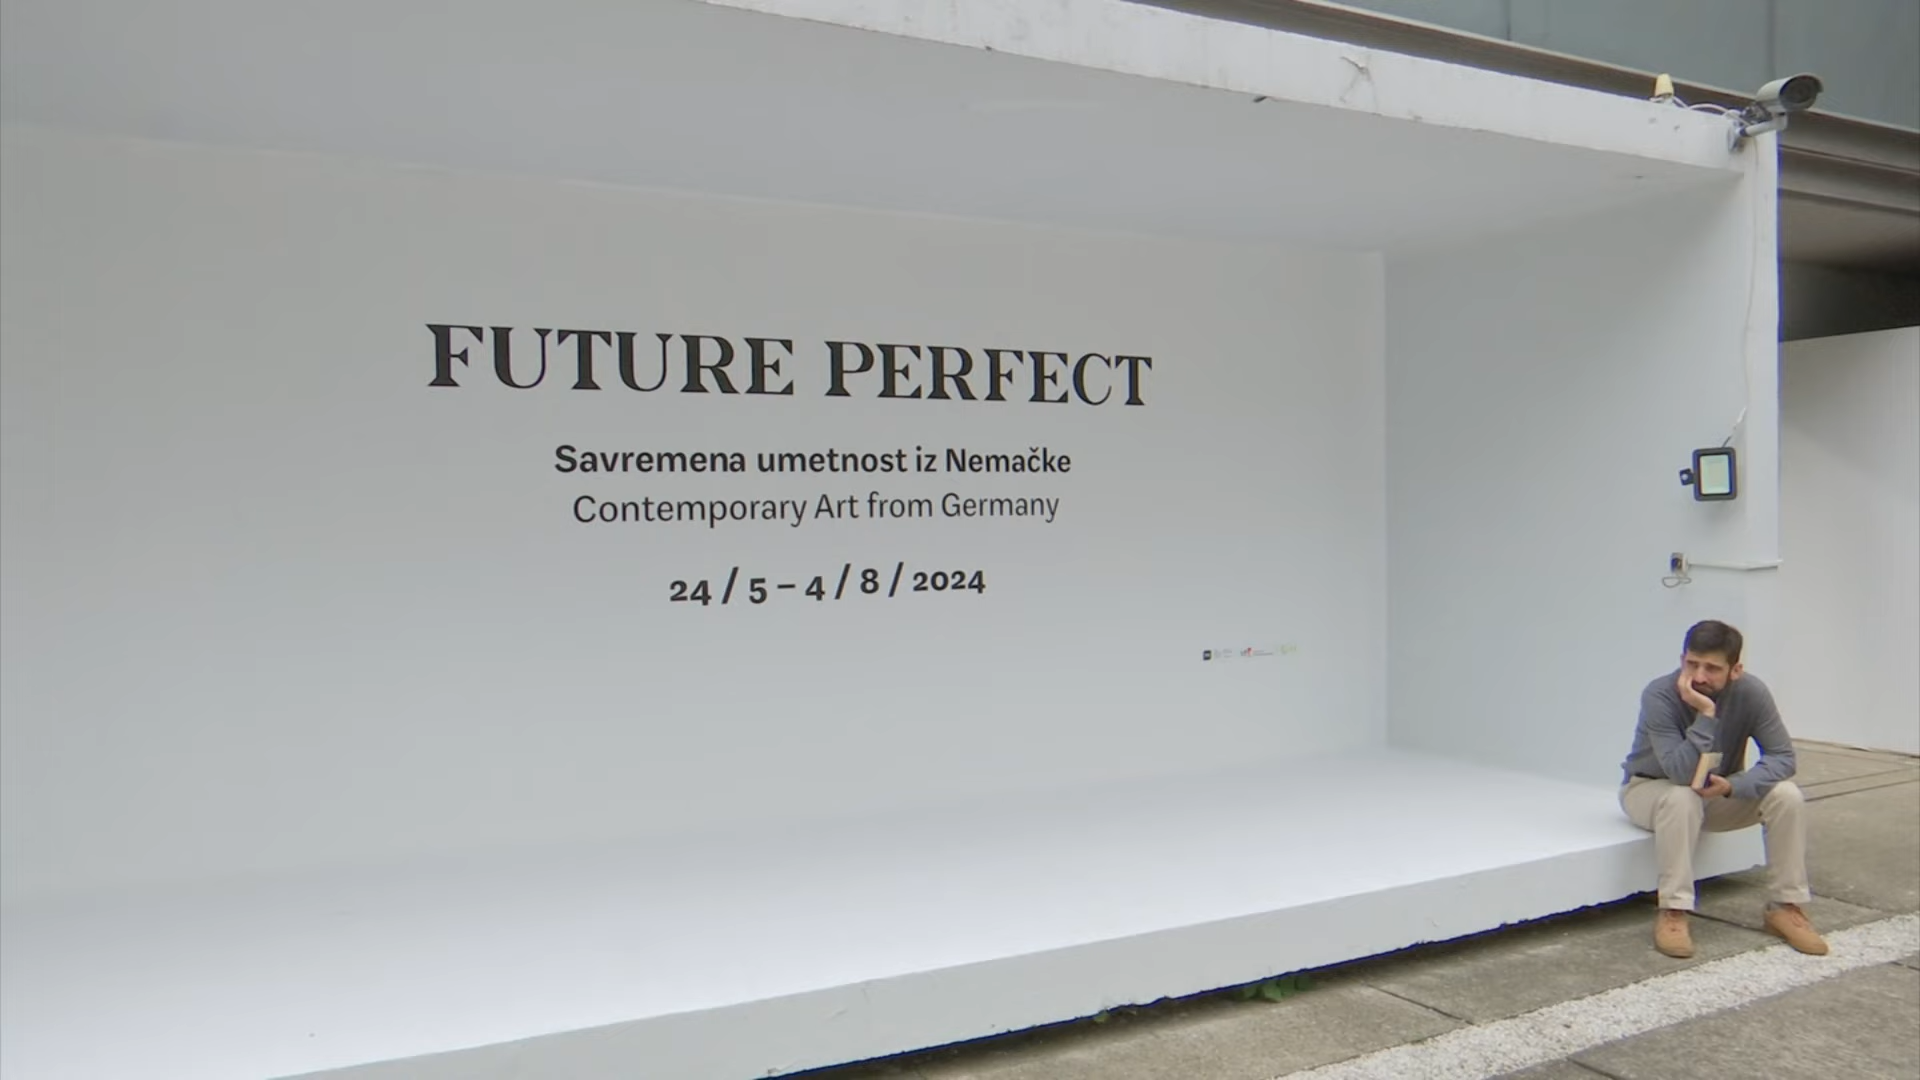 FUTURE PERFECT
Savremena umetnost iz Nemačke
Contemporary Art from Germany
24 / 5 – 4 / 8 / 2024